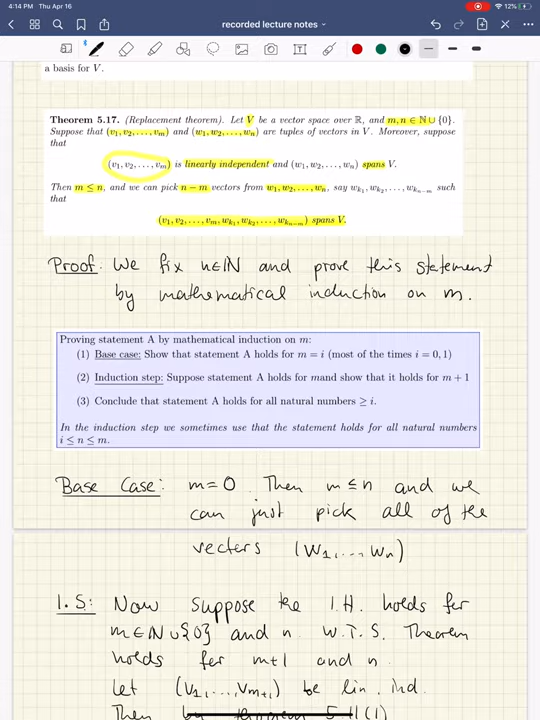 4:14 PM Thu Apr 16
100%
recorded lecture notes
a basis for V.
Theorem 5.17. (Replacement theorem). Let V be a vector space over ℝ, and m, n ∈ ℕ ∪ {0}.
Suppose that (v₁, v₂, . . . , vₘ) and (w₁, w₂, . . . , wₙ) are tuples of vectors in V. Moreover, suppose
that
(v₁, v₂, . . . , vₘ) is linearly independent and (w₁, w₂, . . . , wₙ) spans V.
Then m ≤ n, and we can pick n − m vectors from w₁, w₂, . . . , wₙ, say wₖ₁, wₖ₂, . . . , wₖₙ₋ₘ such
that
(v₁, v₂, . . . , vₘ, wₖ₁, wₖ₂, . . . , wₖₙ₋ₘ) spans V.
Proof: We fix n∈ℕ and prove this statement
by mathematical induction on m.
Proving statement A by mathematical induction on m:
(1) Base case: Show that statement A holds for m = i (most of the times i = 0, 1)
(2) Induction step: Suppose statement A holds for mand show that it holds for m + 1
(3) Conclude that statement A holds for all natural numbers ≥ i.
In the induction step we sometimes use that the statement holds for all natural numbers
i ≤ n ≤ m.
Base Case: m=0. Then m ≤ n and we
can just pick all of the
vectors (w₁,..., wₙ)
I.S: Now suppose the I.H. holds for
m∈ℕ∪{0} and n. W.T.S. Theorem
holds for m+1 and n.
Let (v₁,..., vₘ₊₁) be lin. ind.
Then by theorem 5.11(1)